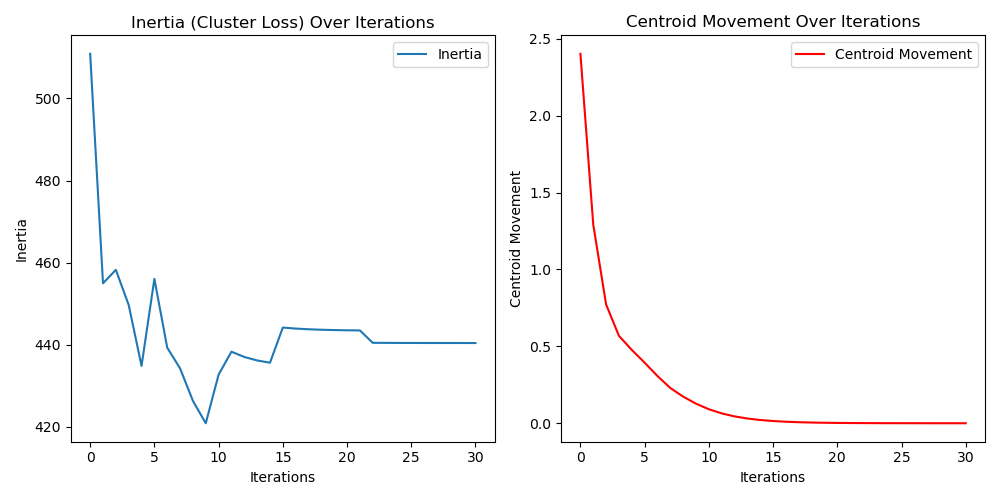 Inertia (Cluster Loss) Over Iterations
Inertia
500
480
460
440
420
Inertia
0 5 10 15 20 25 30
Iterations
Centroid Movement Over Iterations
Centroid Movement
2.5
2.0
1.5
1.0
0.5
0.0
Centroid Movement
0 5 10 15 20 25 30
Iterations